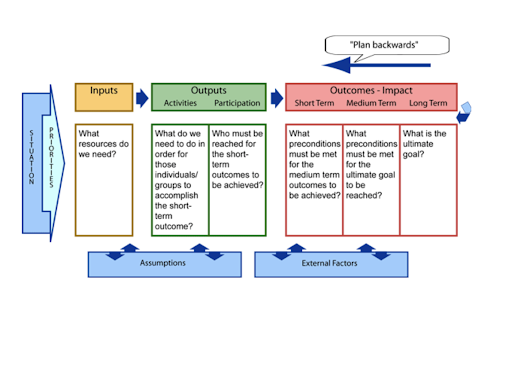 "Plan backwards"
Inputs
Outputs
Activities Participation
Outcomes - Impact
Short Term Medium Term Long Term
SITUATION
PRIORITIES
What
resources do
we need?
What do we
need to do in
order for
those
individuals/
groups to
accomplish
the short-
term
outcome?
Who must be
reached for
the short-
term
outcomes to
be achieved?
What
preconditions
must be met
for the
medium term
outcomes to
be achieved?
What
preconditions
must be met
for the
ultimate goal
to be
reached?
What is the
ultimate
goal?
Assumptions
External Factors